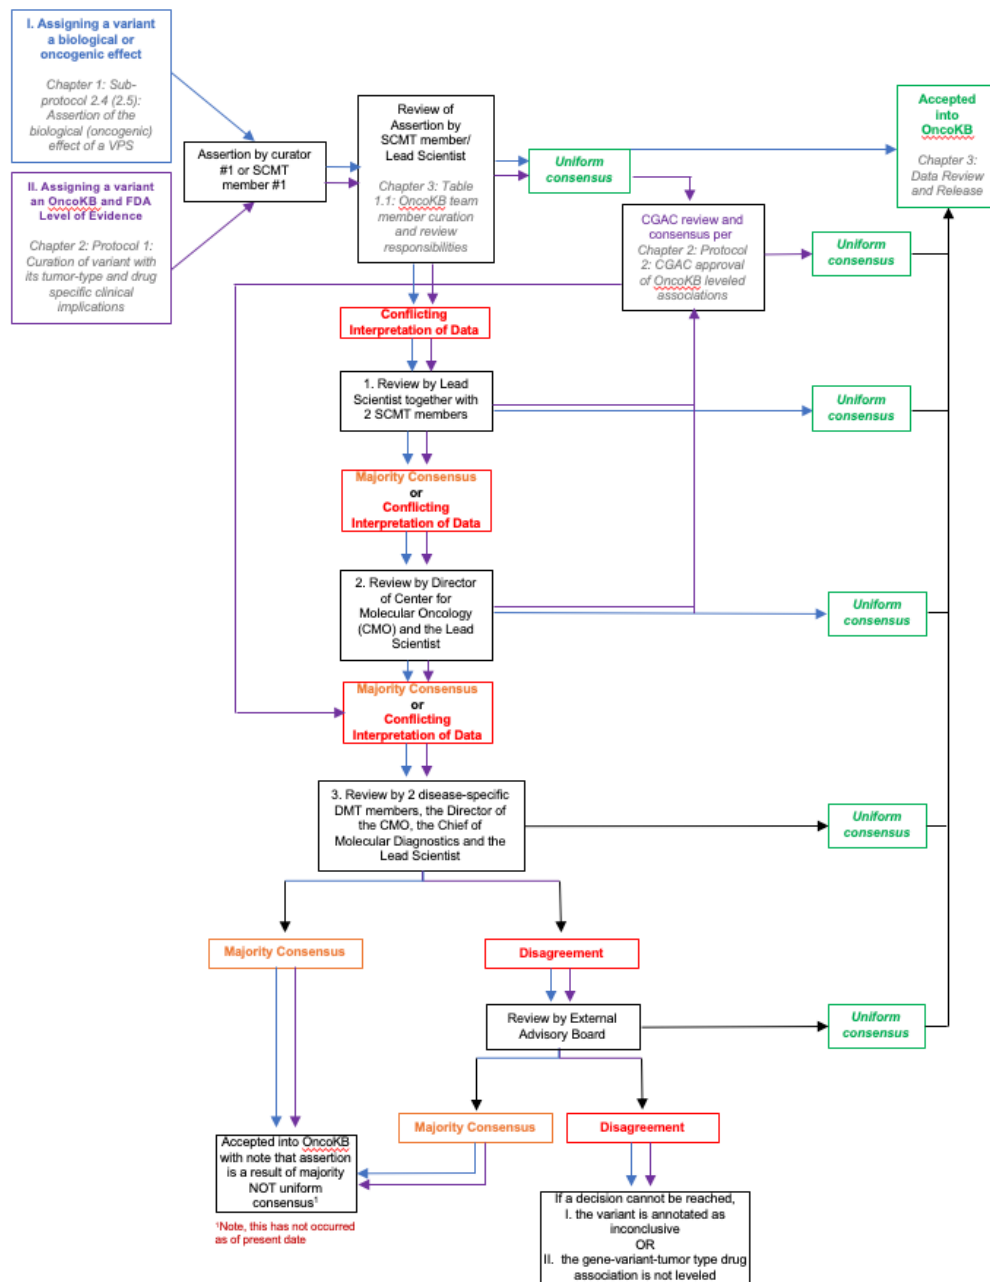 I. Assigning a variant
a biological or
oncogenic effect
Chapter 1: Sub-
protocol 2.4 (2.5):
Assertion of the
biological (oncogenic)
effect of a VPS
II. Assigning a variant
an OncoKB and FDA
Level of Evidence
Chapter 2: Protocol 1:
Curation of variant with
its tumor-type and drug
specific clinical
implications
Assertion by curator
#1 or SCMT
member #1
Review of
Assertion by
SCMT member/
Lead Scientist
Chapter 3: Table
1.1: OncoKB team
member curation
and review
responsibilities
Uniform
consensus
Accepted
into
OncoKB
Chapter 3:
Data Review
and Release
CGAC review and
consensus per
Chapter 2: Protocol
2: CGAC approval
of OncoKB leveled
associations
Uniform
consensus
Conflicting
Interpretation of Data
1. Review by Lead
Scientist together with
2 SCMT members
Uniform
consensus
Majority Consensus
or
Conflicting
Interpretation of Data
2. Review by Director
of Center for
Molecular Oncology
(CMO) and the Lead
Scientist
Uniform
consensus
Majority Consensus
or
Conflicting
Interpretation of Data
3. Review by 2 disease-specific
DMT members, the Director of
the CMO, the Chief of
Molecular Diagnostics and the
Lead Scientist
Uniform
consensus
Majority Consensus
Disagreement
Review by External
Advisory Board
Uniform
consensus
Majority Consensus
Disagreement
Accepted into OncoKB
with note that assertion
is a result of majority
NOT uniform
consensus¹
¹Note, this has not occurred
as of present date
If a decision cannot be reached,
I. the variant is annotated as
inconclusive
OR
II. the gene-variant-tumor type drug
association is not leveled